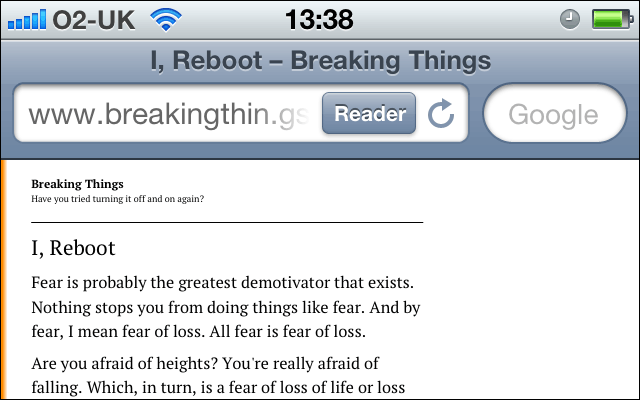 O2-UK 13:38
I, Reboot – Breaking Things
www.breakingthin.gs Reader Google
Breaking Things
Have you tried turning it off and on again?
I, Reboot
Fear is probably the greatest demotivator that exists.
Nothing stops you from doing things like fear. And by
fear, I mean fear of loss. All fear is fear of loss.
Are you afraid of heights? You're really afraid of
falling. Which, in turn, is a fear of loss of life or loss